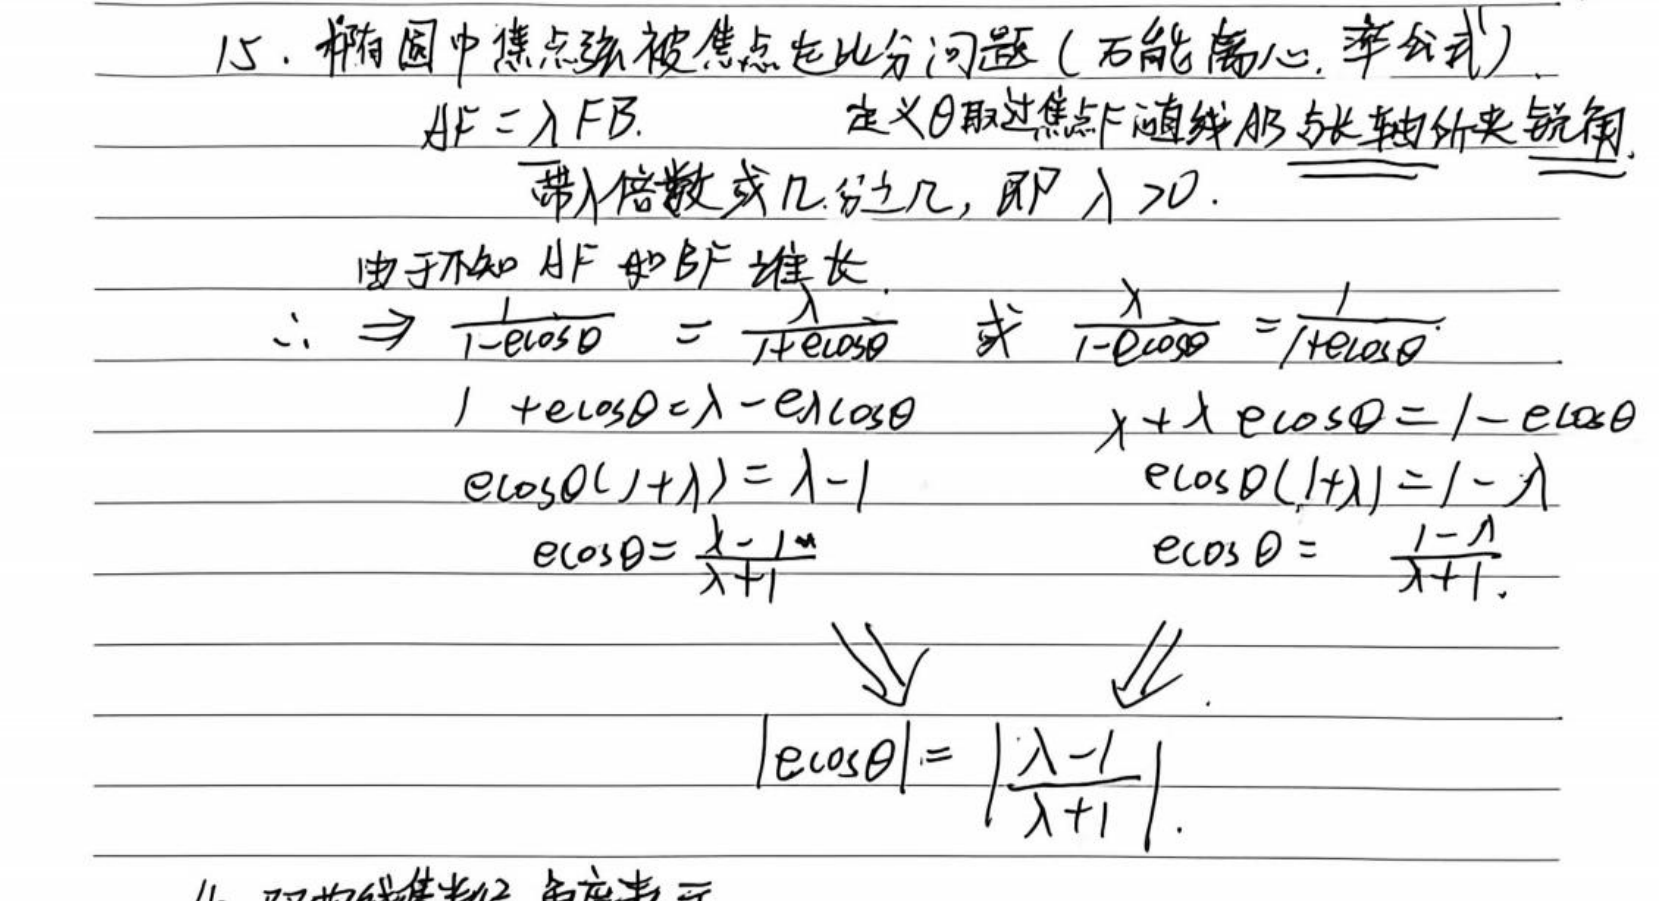 15. 椭圆中焦点弦被焦点定比分问题 (万能离心率公式)
AF = λFB. 定义θ取过焦点F直线AB与长轴所夹锐角.
带λ倍数或几分之几, 即 λ>0.
由于不知 AF 和 BF 谁长.
∴ ⇒ 1/(1-ecosθ) = λ/(1+ecosθ) 或 λ/(1-ecosθ) = 1/(1+ecosθ).
1+ecosθ=λ-eλcosθ λ+λecosθ=1-ecosθ
ecosθ(1+λ)=λ-1 ecosθ(1+λ)=1-λ
ecosθ=(λ-1)/(λ+1) ecosθ=(1-λ)/(λ+1).
|ecosθ|=|(λ-1)/(λ+1)|.